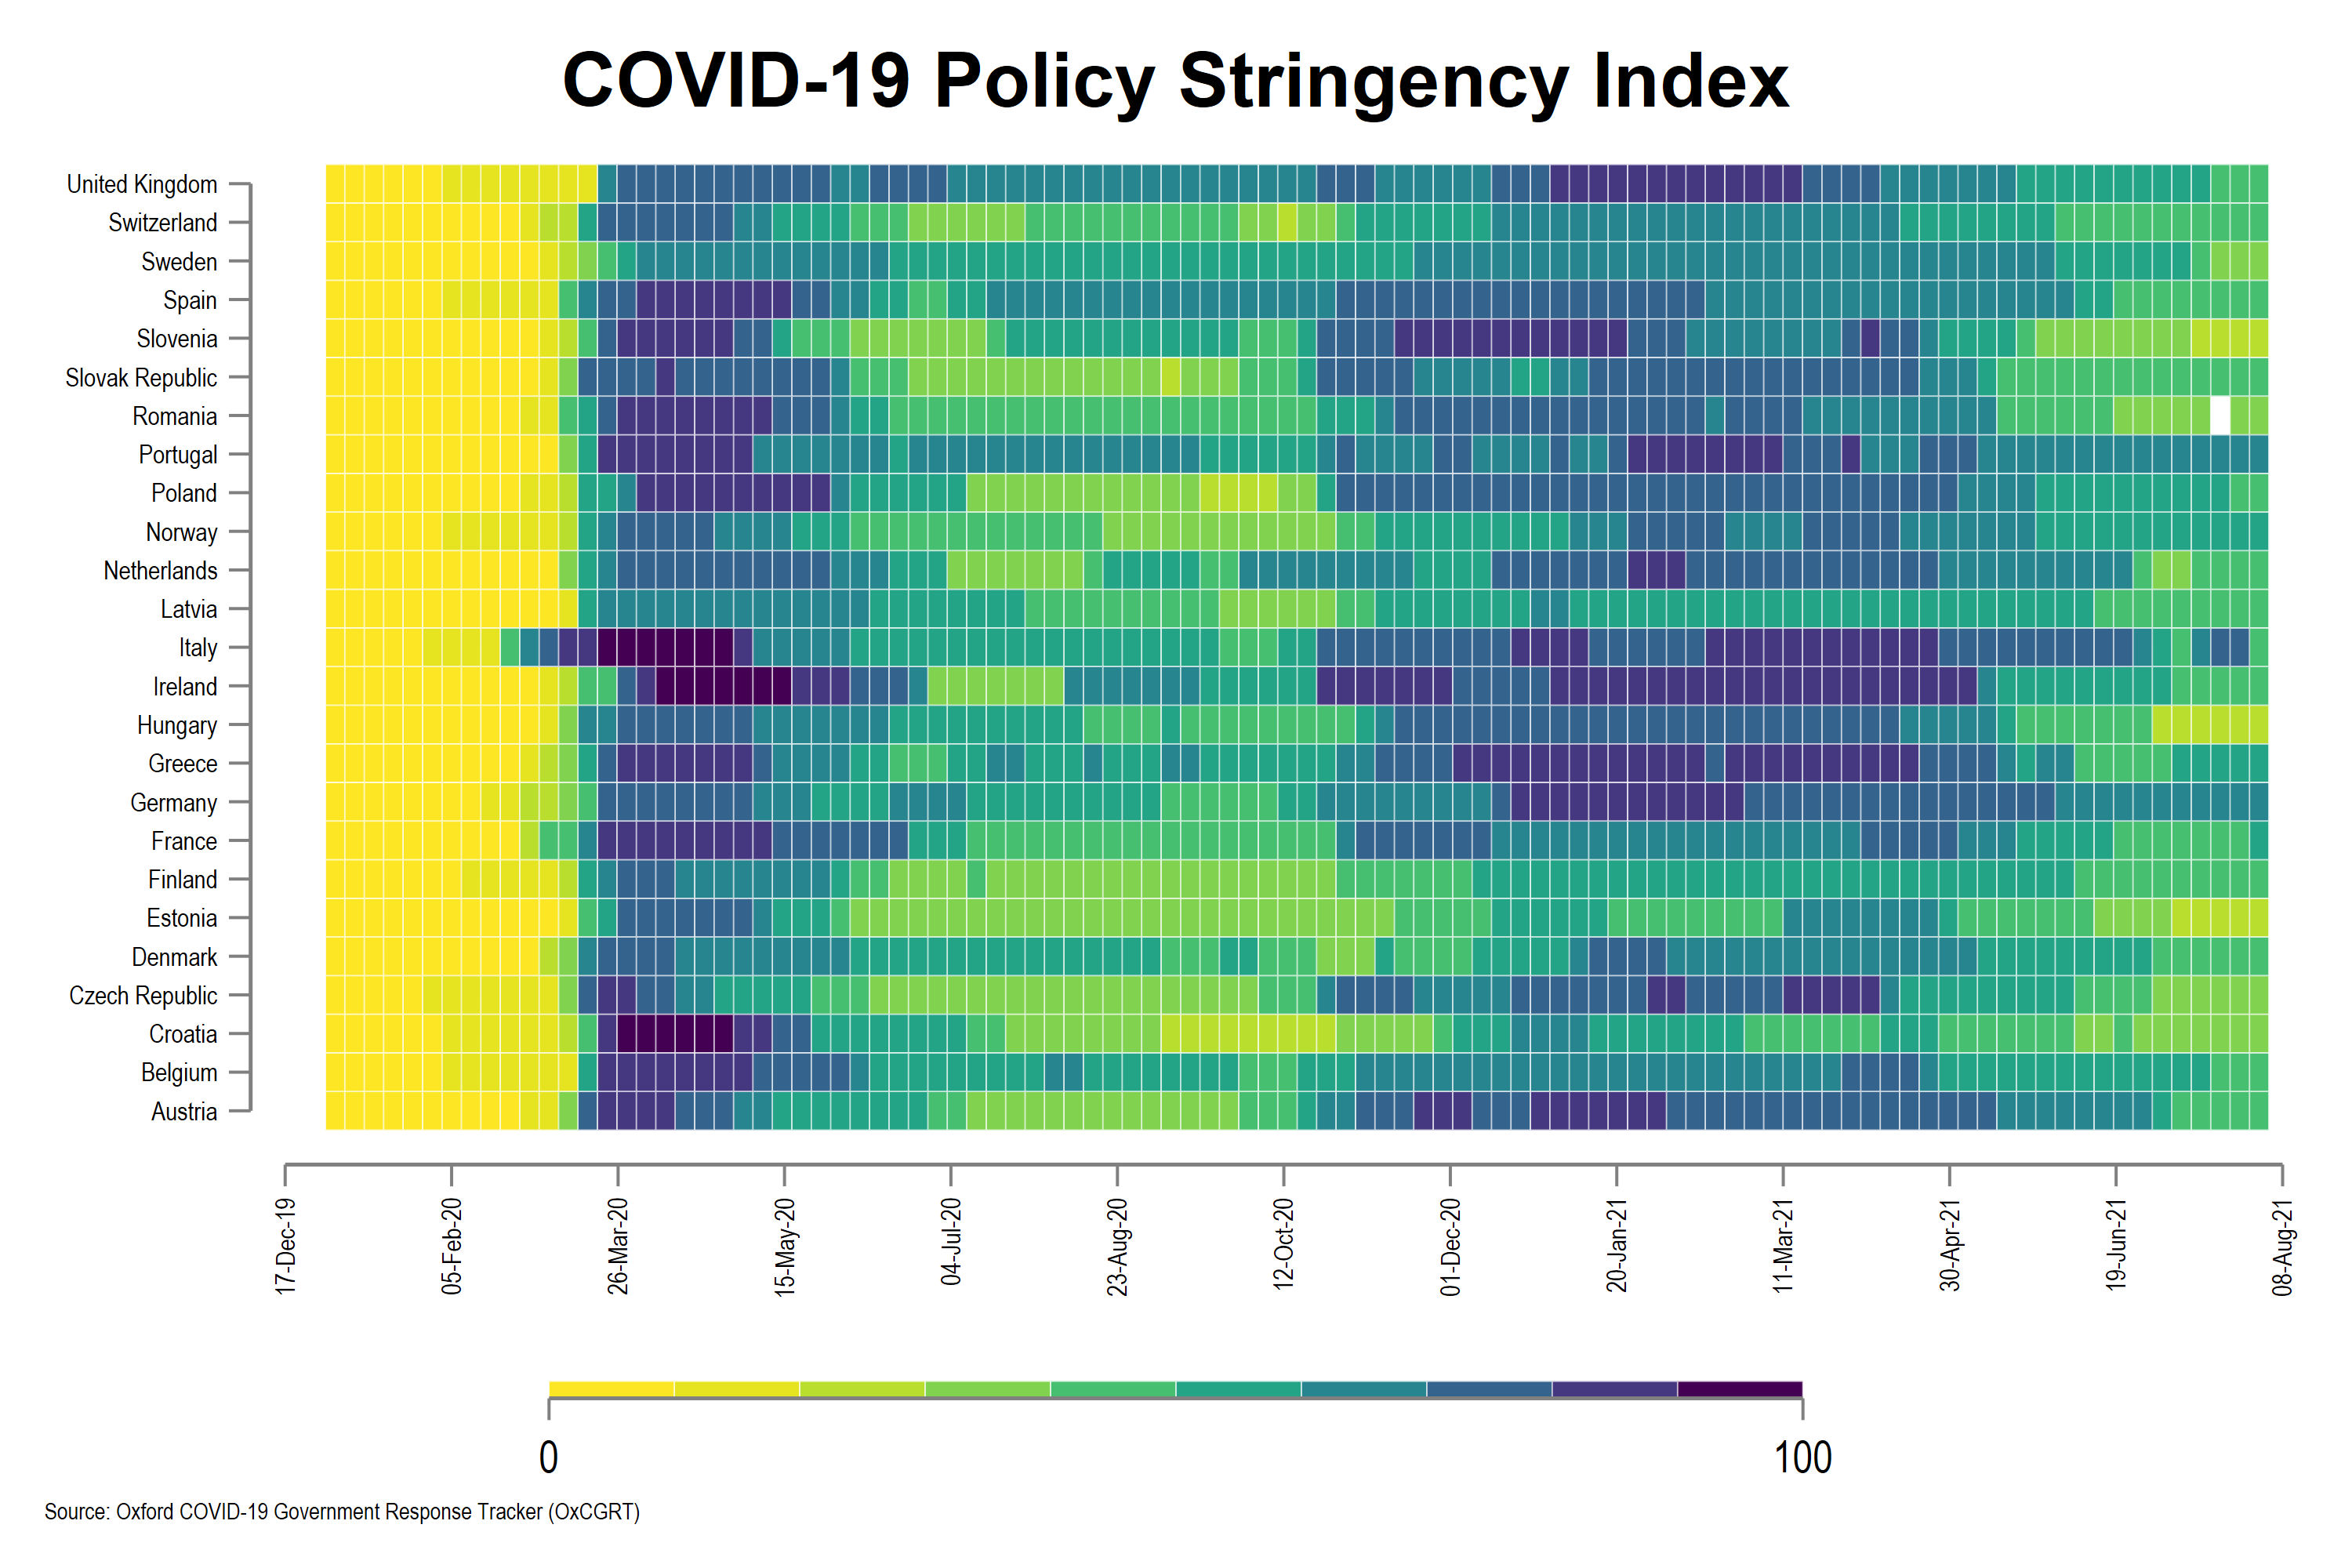 COVID-19 Policy Stringency Index
United Kingdom
Switzerland
Sweden
Spain
Slovenia
Slovak Republic
Romania
Portugal
Poland
Norway
Netherlands
Latvia
Italy
Ireland
Hungary
Greece
Germany
France
Finland
Estonia
Denmark
Czech Republic
Croatia
Belgium
Austria
17-Dec-19
05-Feb-20
26-Mar-20
15-May-20
04-Jul-20
23-Aug-20
12-Oct-20
01-Dec-20
20-Jan-21
11-Mar-21
30-Apr-21
19-Jun-21
08-Aug-21
0
100
Source: Oxford COVID-19 Government Response Tracker (OxCGRT)